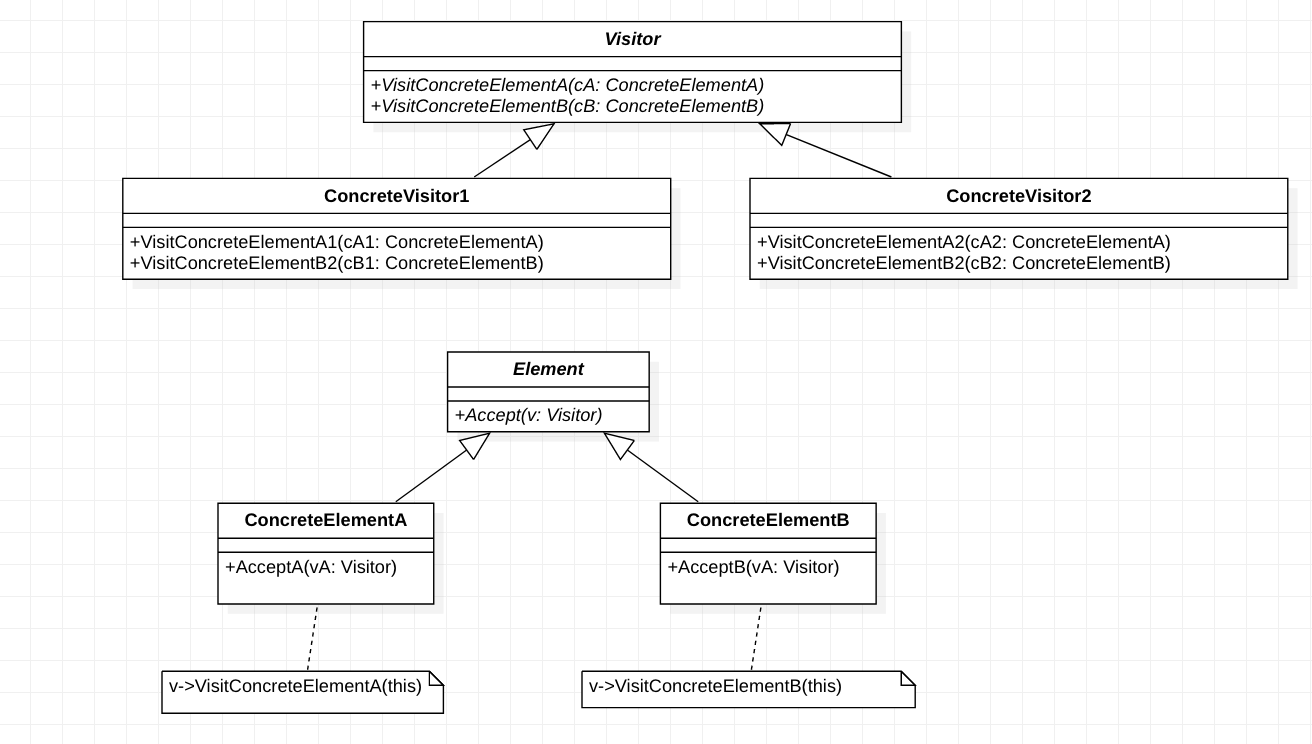 Visitor
+VisitConcreteElementA(cA: ConcreteElementA)
+VisitConcreteElementB(cB: ConcreteElementB)
ConcreteVisitor1
+VisitConcreteElementA1(cA1: ConcreteElementA)
+VisitConcreteElementB2(cB1: ConcreteElementB)
ConcreteVisitor2
+VisitConcreteElementA2(cA2: ConcreteElementA)
+VisitConcreteElementB2(cB2: ConcreteElementB)
Element
+Accept(v: Visitor)
ConcreteElementA
+AcceptA(vA: Visitor)
ConcreteElementB
+AcceptB(vA: Visitor)
v->VisitConcreteElementA(this)
v->VisitConcreteElementB(this)